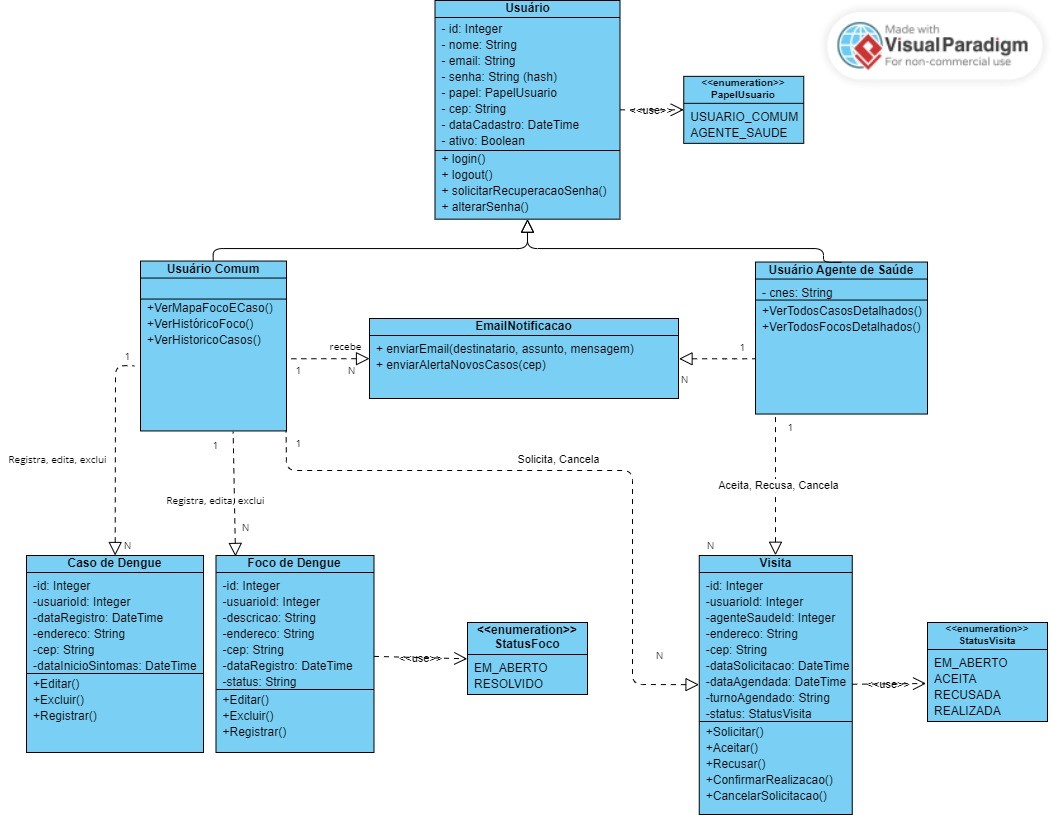 Usuário
- id: Integer
- nome: String
- email: String
- senha: String (hash)
- papel: PapelUsuario
- cep: String
- dataCadastro: DateTime
- ativo: Boolean
+ login()
+ logout()
+ solicitarRecuperacaoSenha()
+ alterarSenha()
Made with
VisualParadigm
For non-commercial use
<<use>>
<<enumeration>>
PapelUsuario
USUARIO_COMUM
AGENTE_SAUDE
Usuário Comum
+VerMapaFocoECaso()
+VerHistóricoFoco()
+VerHistoricoCasos()
Usuário Agente de Saúde
- cnes: String
+VerTodosCasosDetalhados()
+VerTodosFocosDetalhados()
EmailNotificacao
+ enviarEmail(destinatario, assunto, mensagem)
+ enviarAlertaNovosCasos(cep)
recebe
1
N
1
N
1
Registra, edita, exclui
N
1
Registra, edita, exclui
N
1
Solicita, Cancela
N
1
Aceita, Recusa, Cancela
N
Caso de Dengue
-id: Integer
-usuarioId: Integer
-dataRegistro: DateTime
-endereco: String
-cep: String
-dataInicioSintomas: DateTime
+Editar()
+Excluir()
+Registrar()
Foco de Dengue
-id: Integer
-usuarioId: Integer
-descricao: String
-endereco: String
-cep: String
-dataRegistro: DateTime
-status: String
+Editar()
+Excluir()
+Registrar()
<<use>>
<<enumeration>>
StatusFoco
EM_ABERTO
RESOLVIDO
Visita
-id: Integer
-usuarioId: Integer
-agenteSaudeId: Integer
-endereco: String
-cep: String
-dataSolicitacao: DateTime
-dataAgendada: DateTime
-turnoAgendado: String
-status: StatusVisita
+Solicitar()
+Aceitar()
+Recusar()
+ConfirmarRealizacao()
+CancelarSolicitacao()
<<use>>
<<enumeration>>
StatusVisita
EM_ABERTO
ACEITA
RECUSADA
REALIZADA